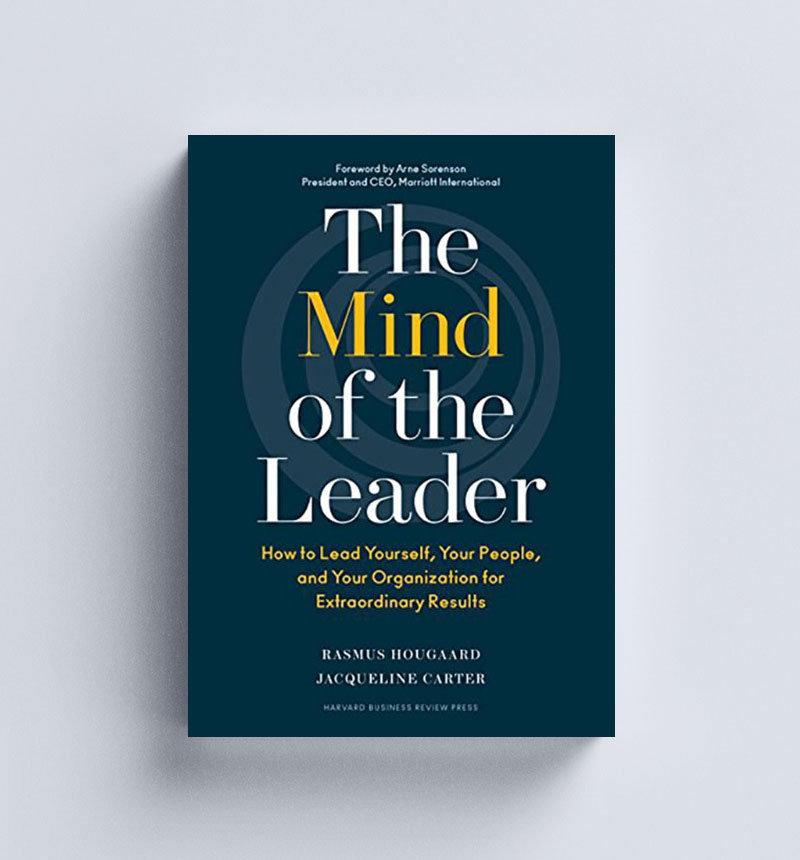 Foreword by Arne Sorenson
President and CEO, Marriott International
The
Mind
of the
Leader
How to Lead Yourself, Your People,
and Your Organization for
Extraordinary Results
RASMUS HOUGAARD
JACQUELINE CARTER
HARVARD BUSINESS REVIEW PRESS